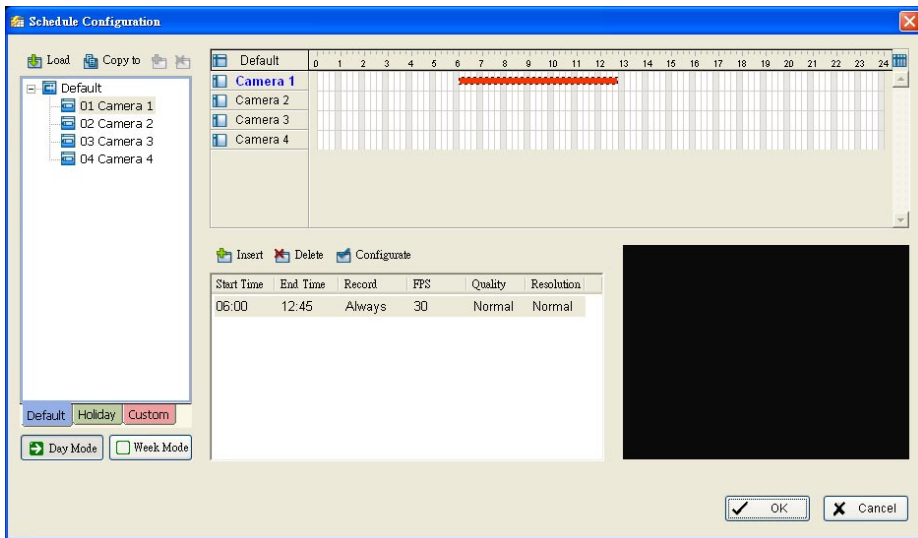 Schedule Configuration
Load Copy to
Default
01 Camera 1
02 Camera 2
03 Camera 3
04 Camera 4
Default Holiday Custom
Day Mode Week Mode
Default 0 1 2 3 4 5 6 7 8 9 10 11 12 13 14 15 16 17 18 19 20 21 22 23 24
Camera 1
Camera 2
Camera 3
Camera 4
Insert Delete Configurate
Start Time End Time Record FPS Quality Resolution
06:00 12:45 Always 30 Normal Normal
OK Cancel